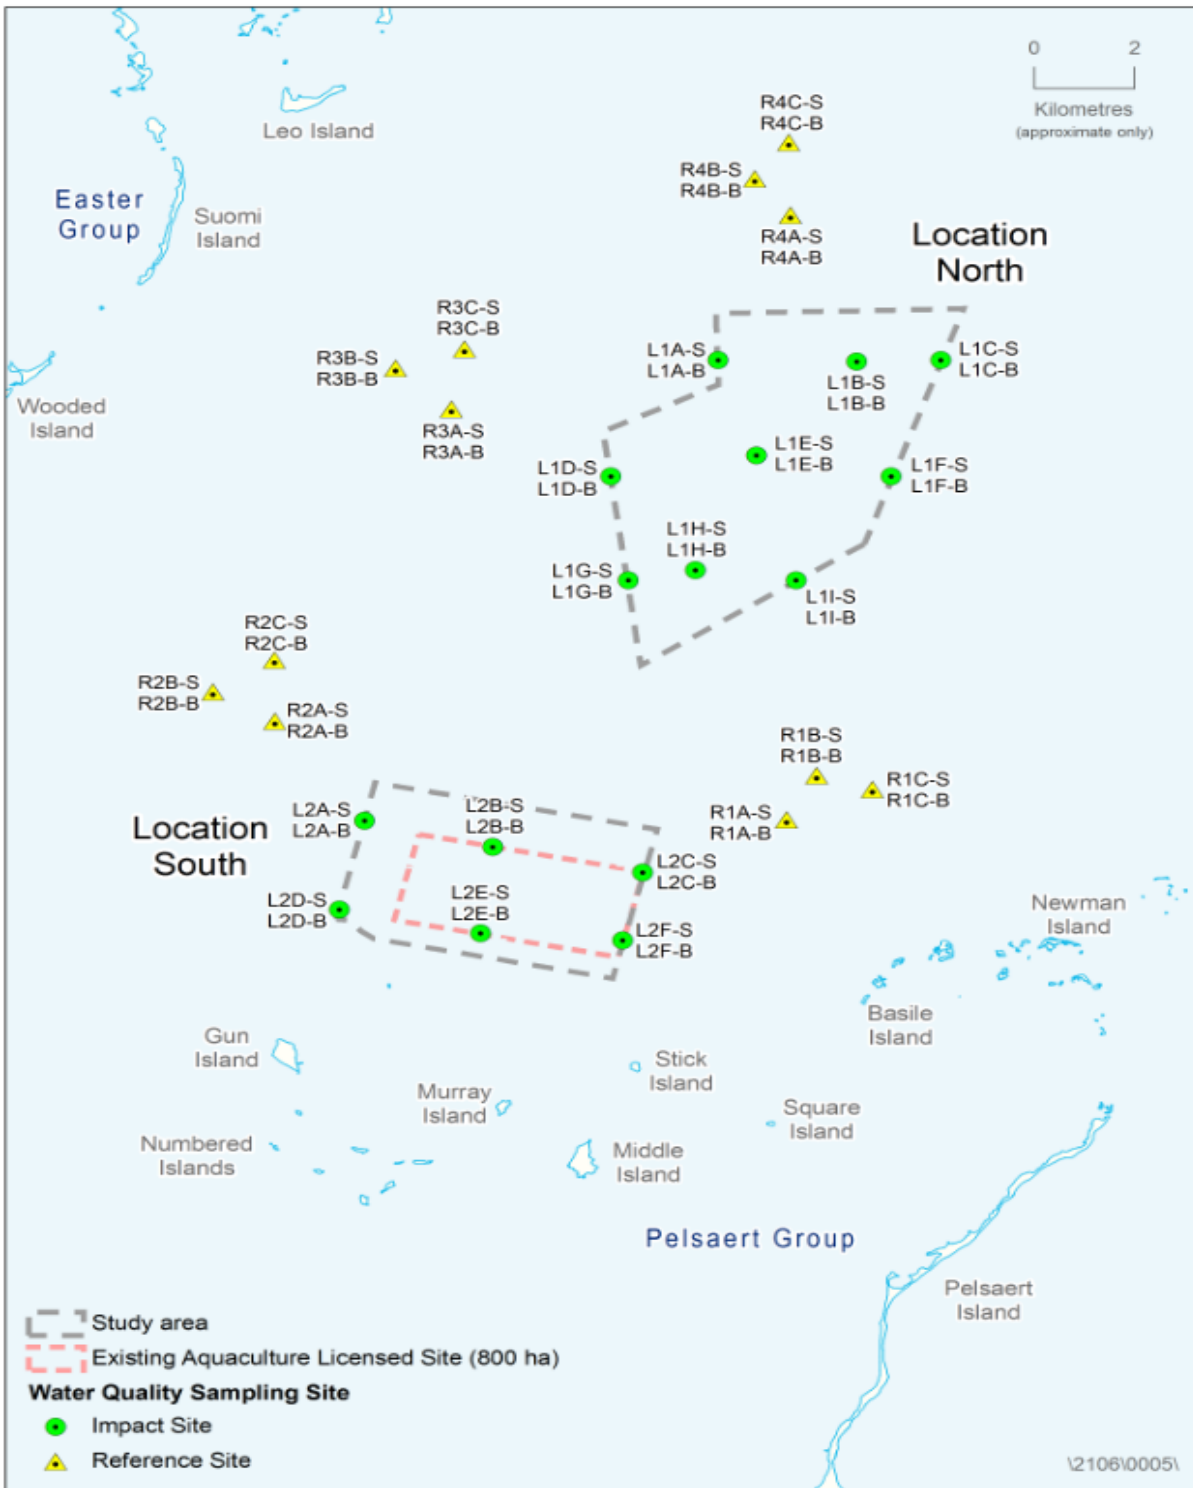 0 2
Kilometres
(approximate only)
Leo Island
R4C-S
R4C-B
R4B-S
R4B-B
R4A-S
R4A-B
Easter
Group
Suomi
Island
Location
North
R3C-S
R3C-B
R3B-S
R3B-B
R3A-S
R3A-B
Wooded
Island
L1A-S
L1A-B
L1B-S
L1B-B
L1C-S
L1C-B
L1D-S
L1D-B
L1E-S
L1E-B
L1F-S
L1F-B
L1G-S
L1G-B
L1H-S
L1H-B
L1I-S
L1I-B
R2C-S
R2C-B
R2B-S
R2B-B
R2A-S
R2A-B
R1B-S
R1B-B
R1C-S
R1C-B
R1A-S
R1A-B
Location
South
L2A-S
L2A-B
L2B-S
L2B-B
L2C-S
L2C-B
L2D-S
L2D-B
L2E-S
L2E-B
L2F-S
L2F-B
Newman
Island
Basile
Island
Gun
Island
Stick
Island
Murray
Island
Square
Island
Numbered
Islands
Middle
Island
Pelsaert Group
Pelsaert
Island
Study area
Existing Aquaculture Licensed Site (800 ha)
Water Quality Sampling Site
Impact Site
Reference Site
\2106\0005\